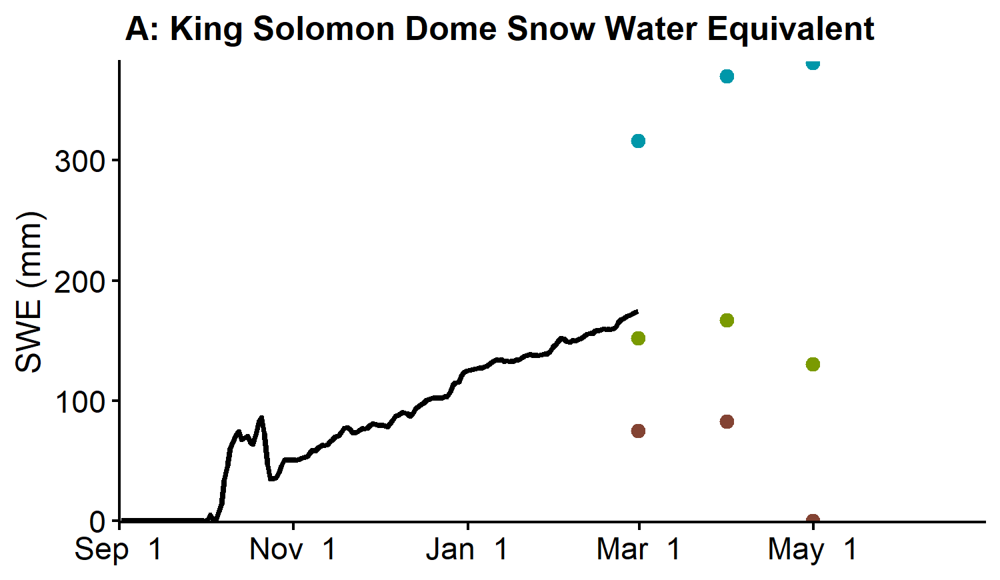 A: King Solomon Dome Snow Water Equivalent
SWE (mm)
300
200
100
0
Sep 1 Nov 1 Jan 1 Mar 1 May 1